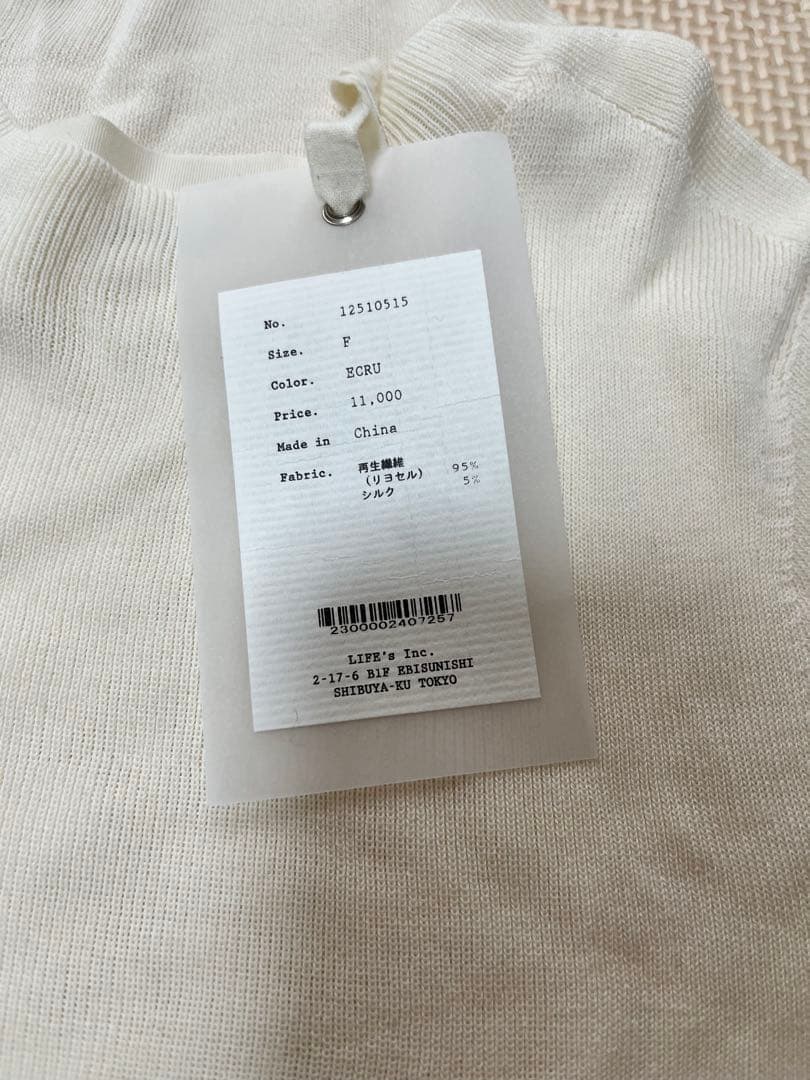 No. 12510515
Size. F
Color. ECRU
Price. 11,000
Made in China
Fabric. 再生繊維 95%
(リヨセル) 5%
シルク
2300002407257
LIFE's Inc.
2-17-6 B1F EBISUNISHI
SHIBUYA-KU TOKYO